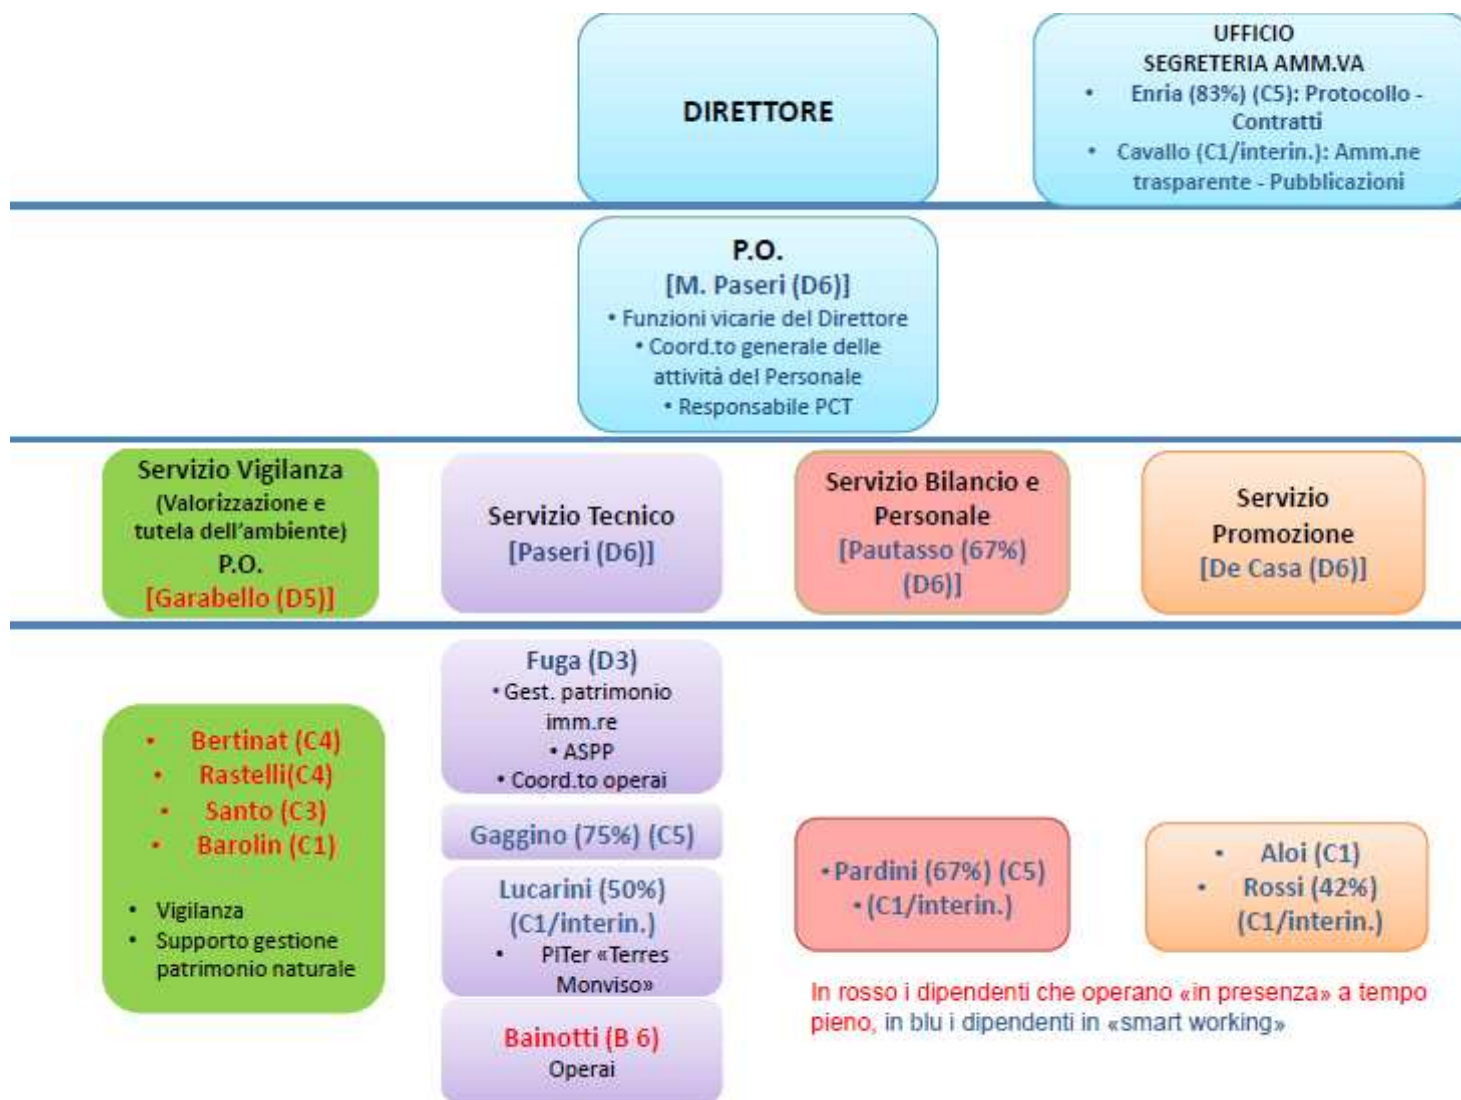 DIRETTORE
UFFICIO
SEGRETERIA AMM.VA
• Enria (83%) (C5): Protocollo -
Contratti
• Cavallo (C1/interin.): Amm.ne
trasparente - Pubblicazioni
P.O.
[M. Paseri (D6)]
• Funzioni vicarie del Direttore
• Coord.to generale delle
attività del Personale
• Responsabile PCT
Servizio Vigilanza
(Valorizzazione e
tutela dell'ambiente)
P.O.
[Garabello (D5)]
Servizio Tecnico
[Paseri (D6)]
Servizio Bilancio e
Personale
[Pautasso (67%)
(D6)]
Servizio
Promozione
[De Casa (D6)]
• Bertinat (C4)
• Rastelli(C4)
• Santo (C3)
• Barolin (C1)
• Vigilanza
• Supporto gestione
patrimonio naturale
Fuga (D3)
• Gest. patrimonio
imm.re
• ASPP
• Coord.to operai
Gaggino (75%) (C5)
Lucarini (50%)
(C1/interin.)
• PITer «Terres
Monviso»
Bainotti (B 6)
Operai
• Pardini (67%) (C5)
• (C1/interin.)
• Aloi (C1)
• Rossi (42%)
(C1/interin.)
In rosso i dipendenti che operano «in presenza» a tempo
pieno, in blu i dipendenti in «smart working»